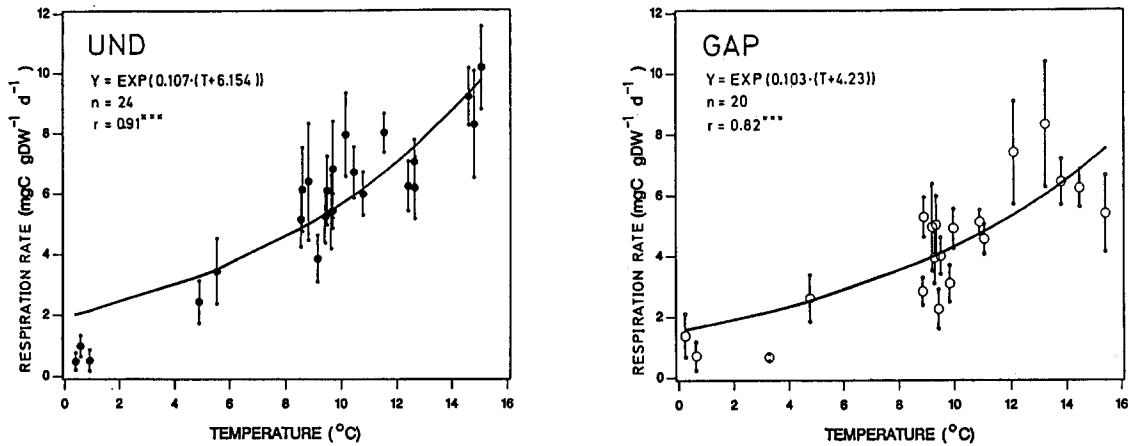 12
10
8
6
4
2
0
RESPIRATION RATE (mgC gDW⁻¹ d⁻¹)
UND
Y = EXP(0.107·(T+6.154))
n = 24
r = 0.91***
0 2 4 6 8 10 12 14 16
TEMPERATURE (°C)
12
10
8
6
4
2
0
RESPIRATION RATE (mgC gDW⁻¹ d⁻¹)
GAP
Y = EXP(0.103·(T+4.23))
n = 20
r = 0.82***
0 2 4 6 8 10 12 14 16
TEMPERATURE (°C)